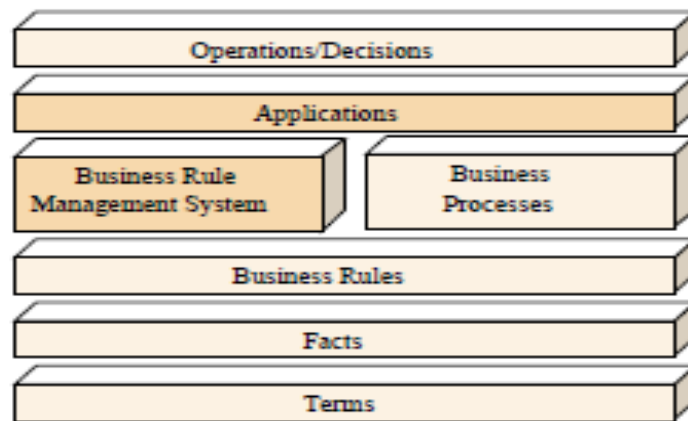 Operations/Decisions
Applications
Business Rule
Management System
Business
Processes
Business Rules
Facts
Terms